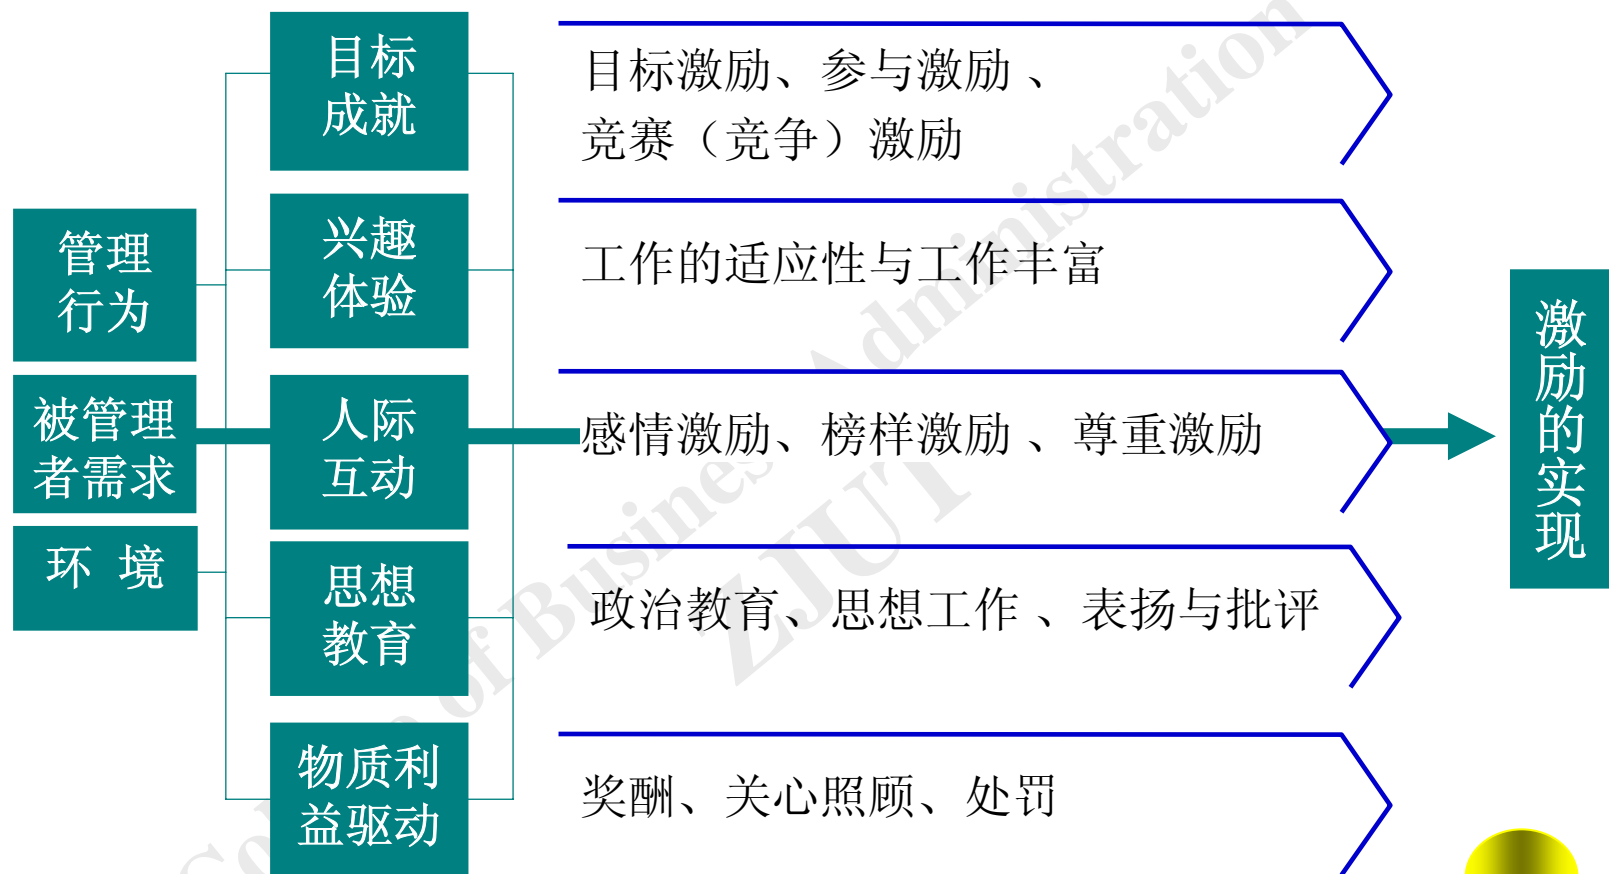 目标
成就
目标激励、参与激励 、
竞赛（竞争）激励
管理
行为
兴趣
体验
工作的适应性与工作丰富
被管理
者需求
人际
互动
感情激励、榜样激励 、尊重激励
激励的实现
环 境
思想
教育
政治教育、思想工作 、表扬与批评
物质利
益驱动
奖酬、关心照顾、处罚
of Business Administration
ZJUT